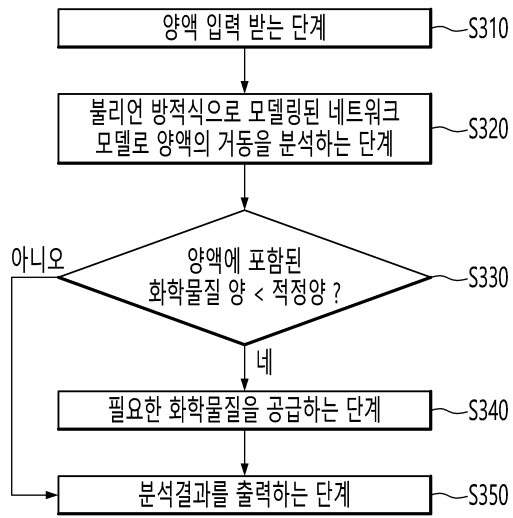 양액 입력 받는 단계
S310
불리언 방적식으로 모델링된 네트워크
모델로 양액의 거동을 분석하는 단계
S320
양액에 포함된
화학물질 양 < 적정양 ?
S330
아니오
네
필요한 화학물질을 공급하는 단계
S340
분석결과를 출력하는 단계
S350